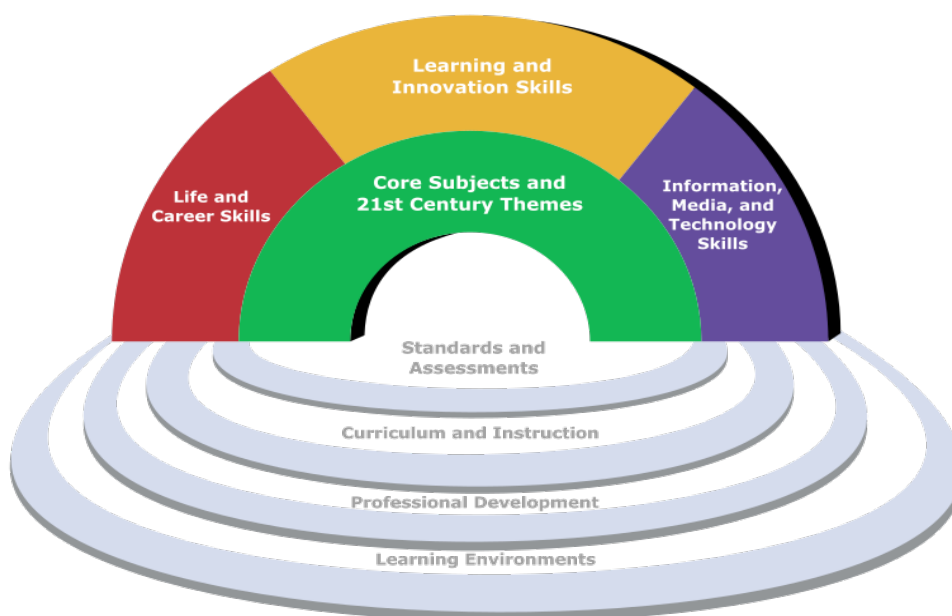 Learning and
Innovation Skills
Life and
Career Skills
Core Subjects and
21st Century Themes
Information,
Media, and
Technology
Skills
Standards and
Assessments
Curriculum and Instruction
Professional Development
Learning Environments